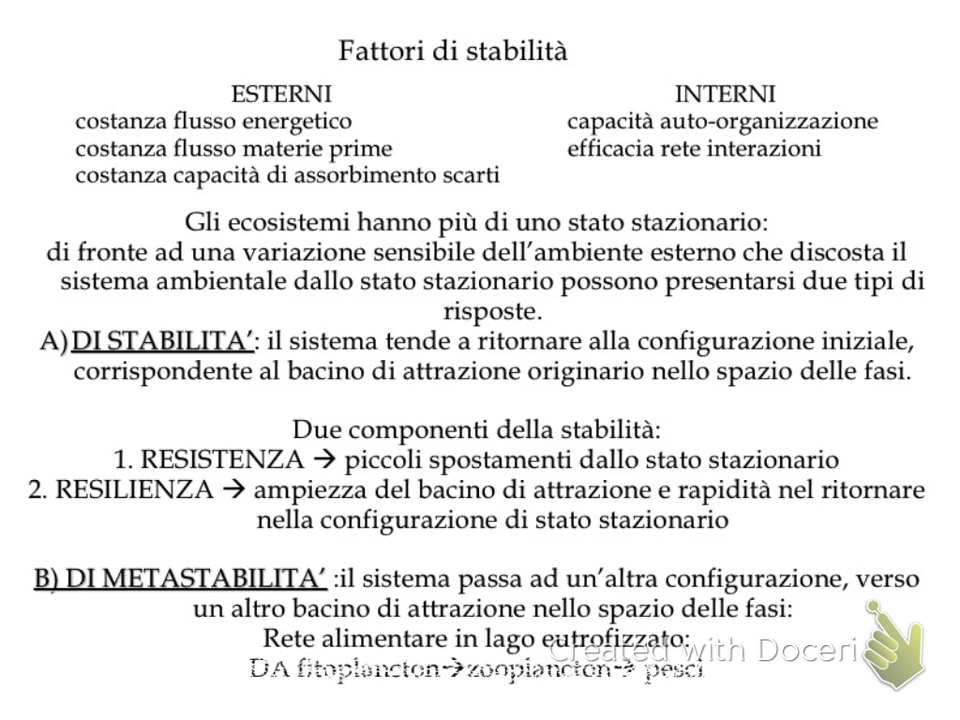 Fattori di stabilità
ESTERNI
costanza flusso energetico
costanza flusso materie prime
costanza capacità di assorbimento scarti
INTERNI
capacità auto-organizzazione
efficacia rete interazioni
Gli ecosistemi hanno più di uno stato stazionario:
di fronte ad una variazione sensibile dell’ambiente esterno che discosta il
sistema ambientale dallo stato stazionario possono presentarsi due tipi di
risposte.
A) DI STABILITA’: il sistema tende a ritornare alla configurazione iniziale,
corrispondente al bacino di attrazione originario nello spazio delle fasi.
Due componenti della stabilità:
1. RESISTENZA → piccoli spostamenti dallo stato stazionario
2. RESILIENZA → ampiezza del bacino di attrazione e rapidità nel ritornare
nella configurazione di stato stazionario
B) DI METASTABILITA’ :il sistema passa ad un’altra configurazione, verso
un altro bacino di attrazione nello spazio delle fasi:
Rete alimentare in lago eutrofizzato:
DA fitoplancton→zooplancton→ pesci
Created with Doceri